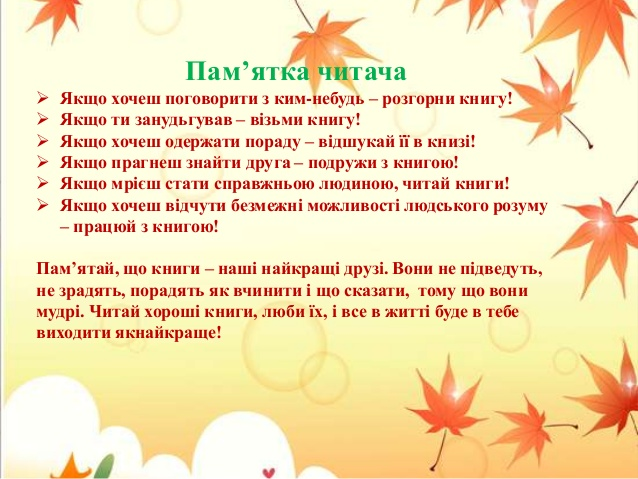 Пам’ятка читача
➢ Якщо хочеш поговорити з ким-небудь – розгорни книгу!
➢ Якщо ти занудьгував – візьми книгу!
➢ Якщо хочеш одержати пораду – відшукай її в книзі!
➢ Якщо прагнеш знайти друга – подружи з книгою!
➢ Якщо мрієш стати справжньою людиною, читай книги!
➢ Якщо хочеш відчути безмежні можливості людського розуму
– працюй з книгою!
Пам’ятай, що книги – наші найкращі друзі. Вони не підведуть,
не зрадять, порадять як вчинити і що сказати, тому що вони
мудрі. Читай хороші книги, люби їх, і все в житті буде в тебе
виходити якнайкраще!